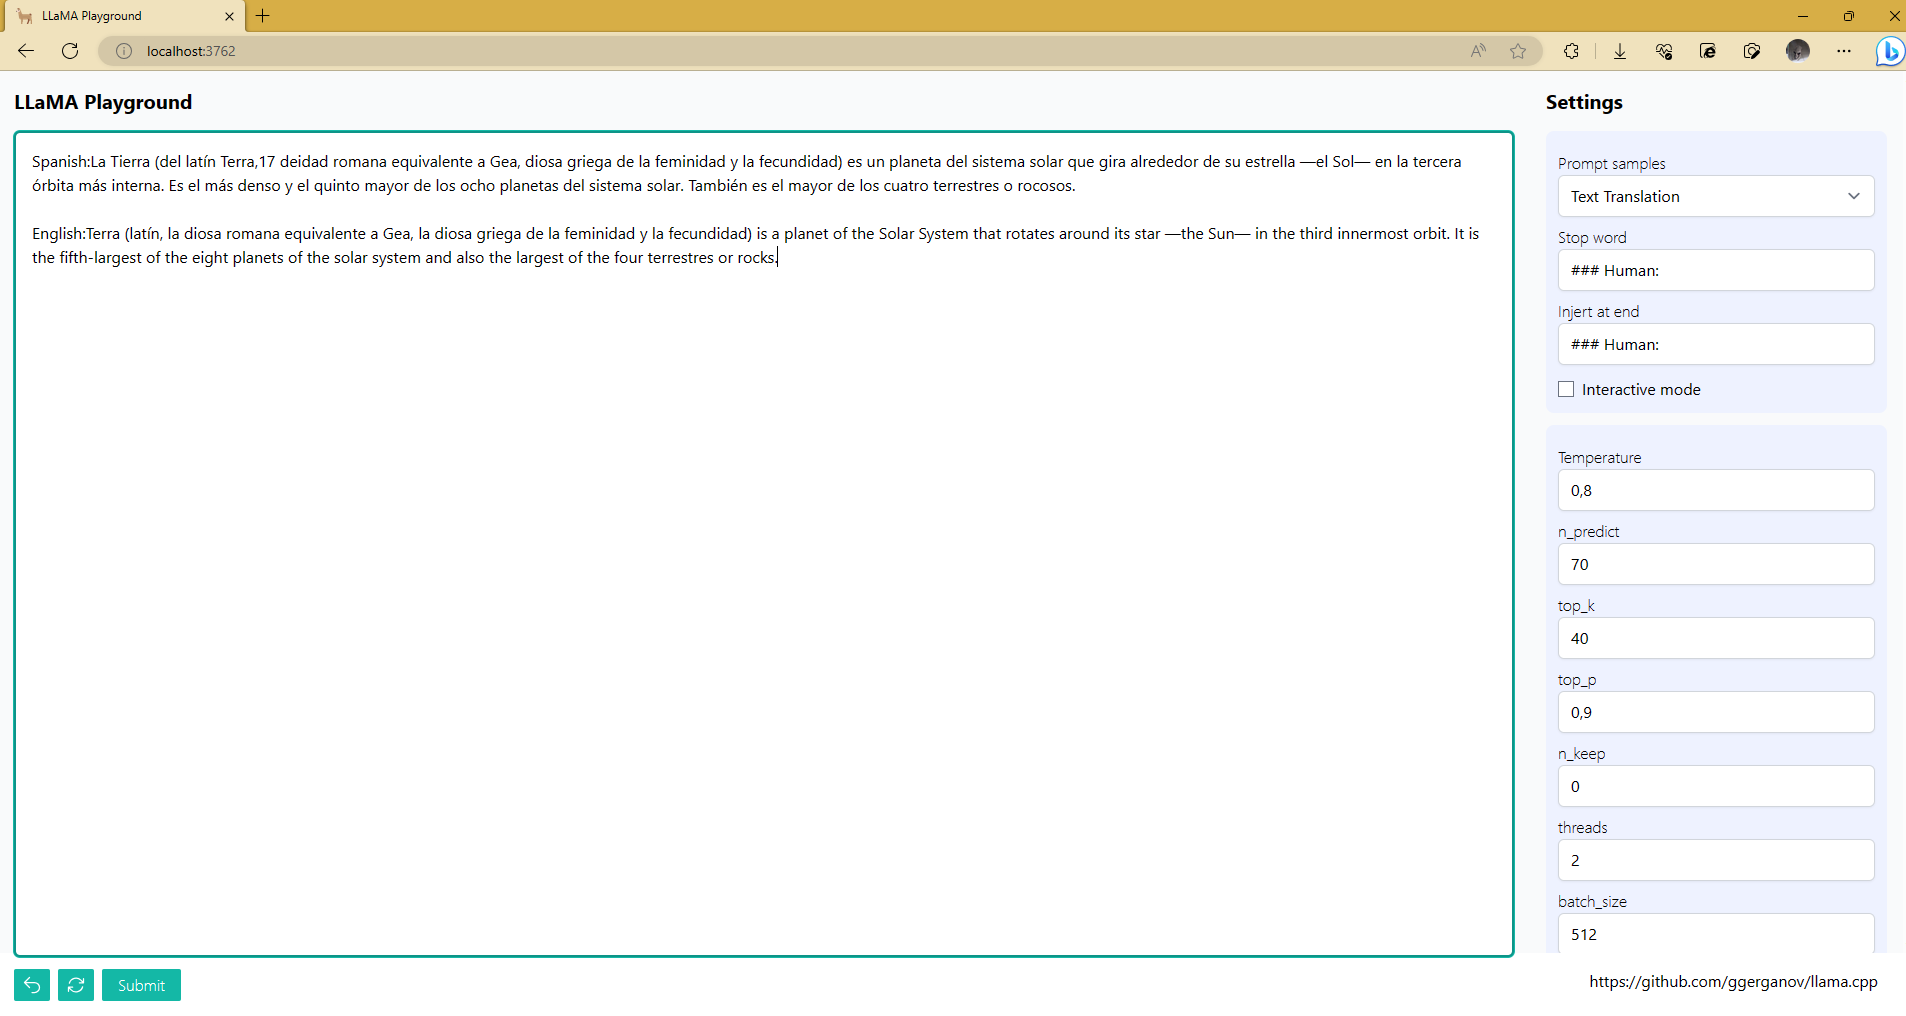 LLaMA Playground
localhost:3762
LLaMA Playground
Spanish:La Tierra (del latín Terra,17 deidad romana equivalente a Gea, diosa griega de la feminidad y la fecundidad) es un planeta del sistema solar que gira alrededor de su estrella —el Sol— en la tercera
órbita más interna. Es el más denso y el quinto mayor de los ocho planetas del sistema solar. También es el mayor de los cuatro terrestres o rocosos.
English:Terra (latín, la diosa romana equivalente a Gea, la diosa griega de la feminidad y la fecundidad) is a planet of the Solar System that rotates around its star —the Sun— in the third innermost orbit. It is
the fifth-largest of the eight planets of the solar system and also the largest of the four terrestres or rocks.
Submit
Settings
Prompt samples
Text Translation
Stop word
### Human:
Injert at end
### Human:
Interactive mode
Temperature
0,8
n_predict
70
top_k
40
top_p
0,9
n_keep
0
threads
2
batch_size
512
https://github.com/ggerganov/llama.cpp